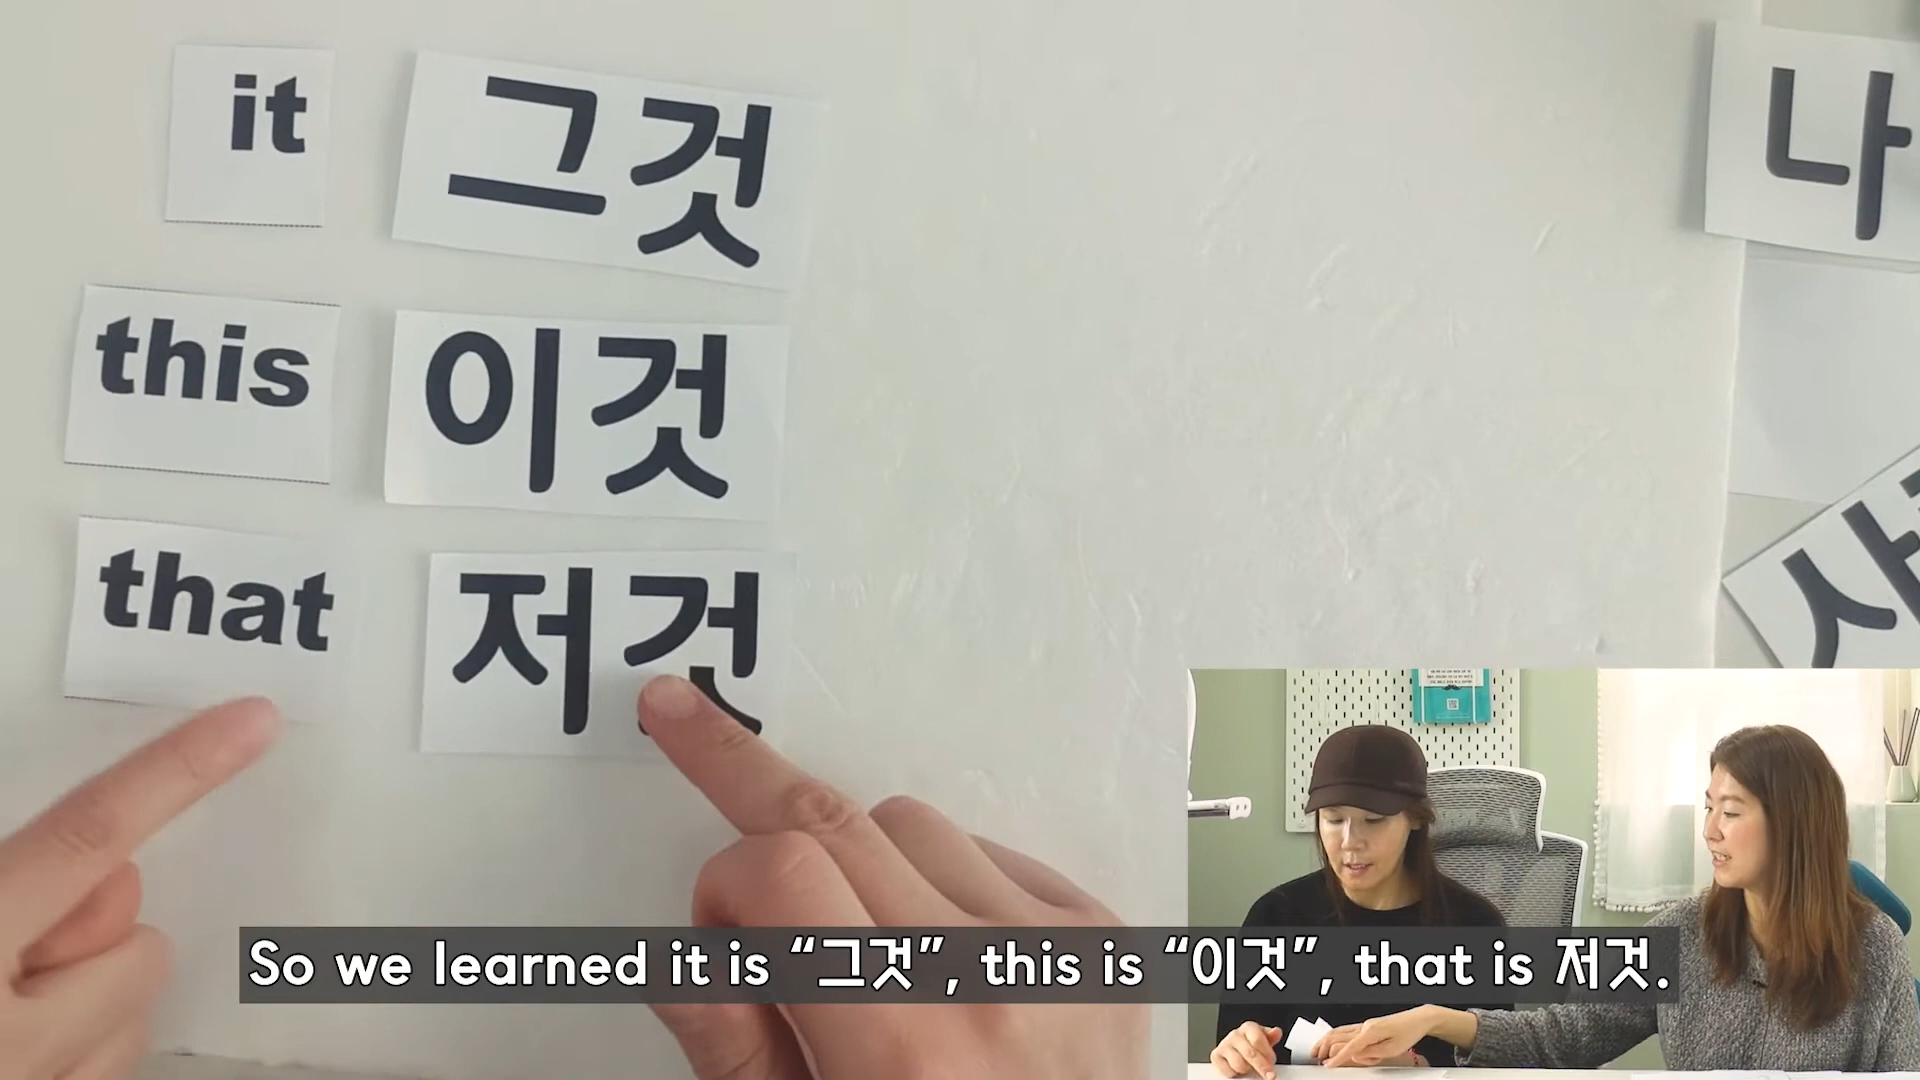 it 그것
this 이것
that 저것
나
So we learned it is “그것”, this is “이것”, that is 저것.